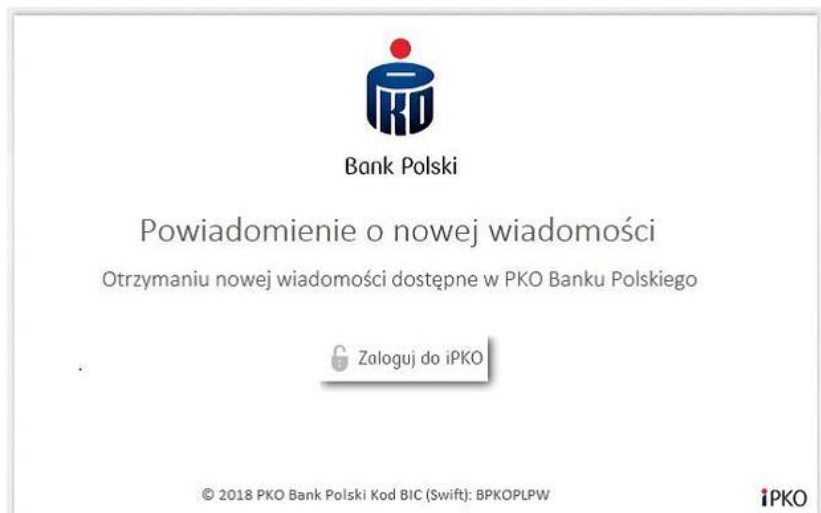 PKO
Bank Polski
Powiadomienie o nowej wiadomości
Otrzymaniu nowej wiadomości dostępne w PKO Banku Polskiego
Zaloguj do iPKO
© 2018 PKO Bank Polski Kod BIC (Swift): BPKOPLPW
iPKO